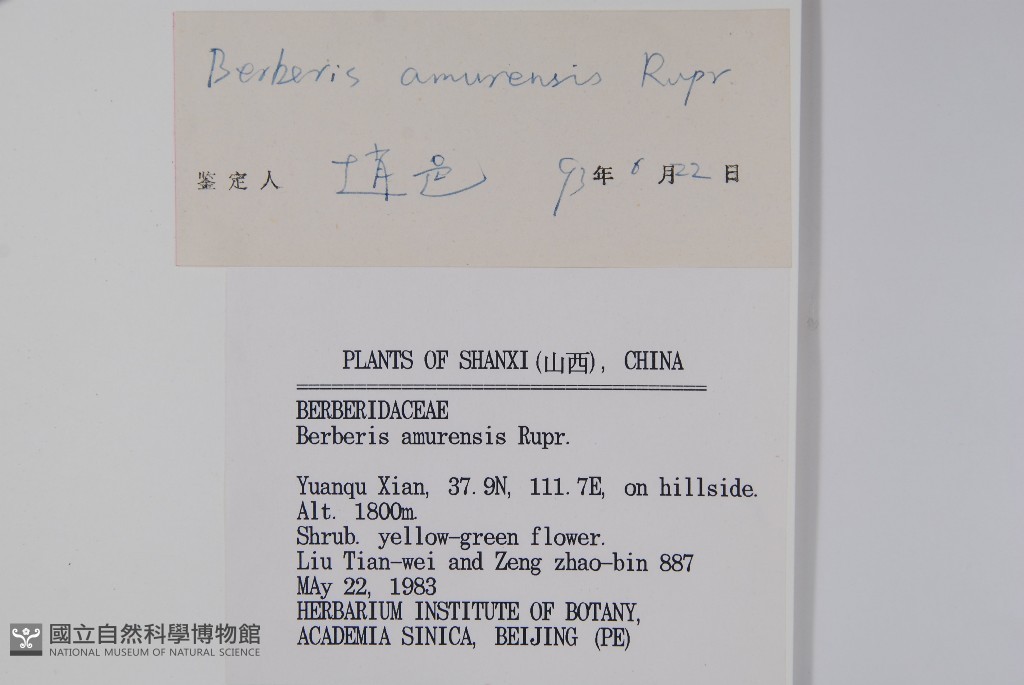 Berberis amurensis Rupr.
鉴定人 93年6月22日
PLANTS OF SHANXI(山西), CHINA
BERBERIDACEAE
Berberis amurensis Rupr.
Yuanqu Xian, 37.9N, 111.7E, on hillside.
Alt. 1800m.
Shrub. yellow-green flower.
Liu Tian-wei and Zeng zhao-bin 887
MAy 22, 1983
HERBARIUM INSTITUTE OF BOTANY,
ACADEMIA SINICA, BEIJING (PE)
國立自然科學博物館
NATIONAL MUSEUM OF NATURAL SCIENCE